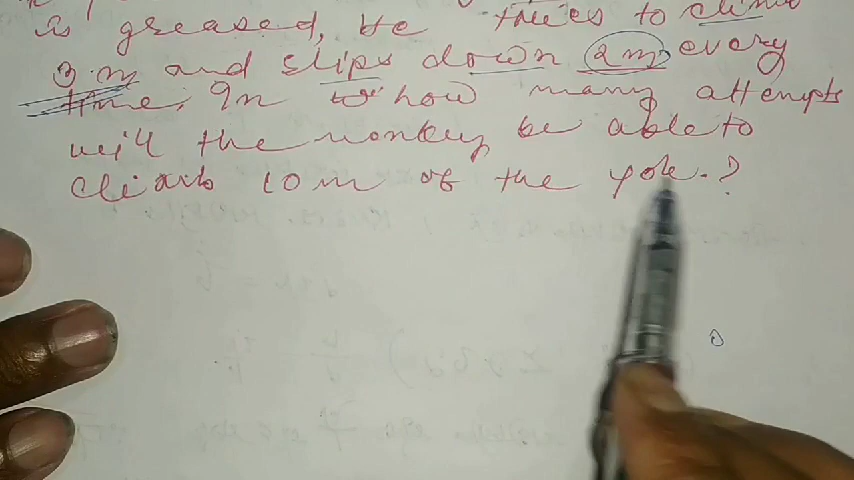 is greased, He tries to climb
3 m and slips down 2m every
time. In how many attempts
will the monkey be able to
climb 10 m of the pole.?